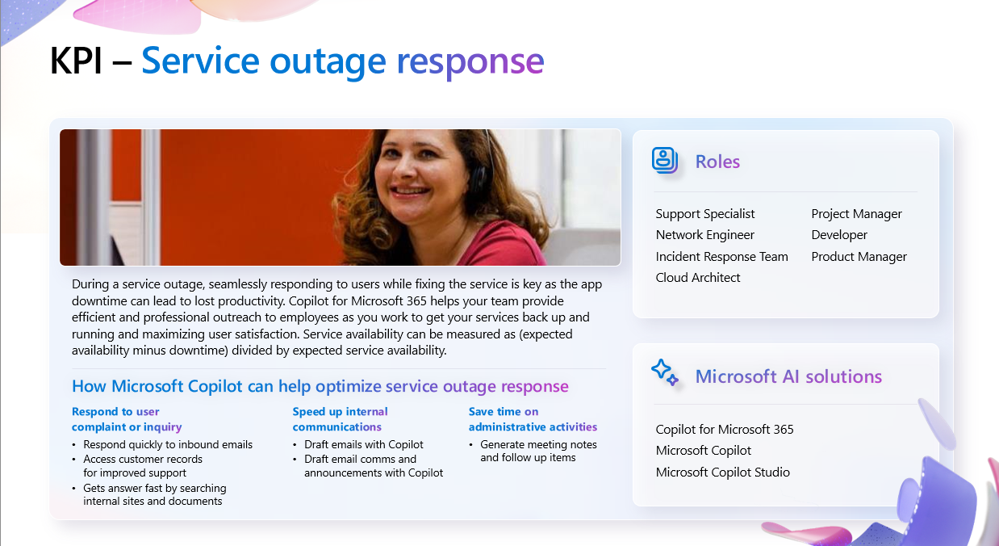 KPI – Service outage response
During a service outage, seamlessly responding to users while fixing the service is key as the app
downtime can lead to lost productivity. Copilot for Microsoft 365 helps your team provide
efficient and professional outreach to employees as you work to get your services back up and
running and maximizing user satisfaction. Service availability can be measured as (expected
availability minus downtime) divided by expected service availability.
How Microsoft Copilot can help optimize service outage response
Respond to user
complaint or inquiry
• Respond quickly to inbound emails
• Access customer records
for improved support
• Gets answer fast by searching
internal sites and documents
Speed up internal
communications
• Draft emails with Copilot
• Draft email comms and
announcements with Copilot
Save time on
administrative activities
• Generate meeting notes
and follow up items
Roles
Support Specialist
Network Engineer
Incident Response Team
Cloud Architect
Project Manager
Developer
Product Manager
Microsoft AI solutions
Copilot for Microsoft 365
Microsoft Copilot
Microsoft Copilot Studio